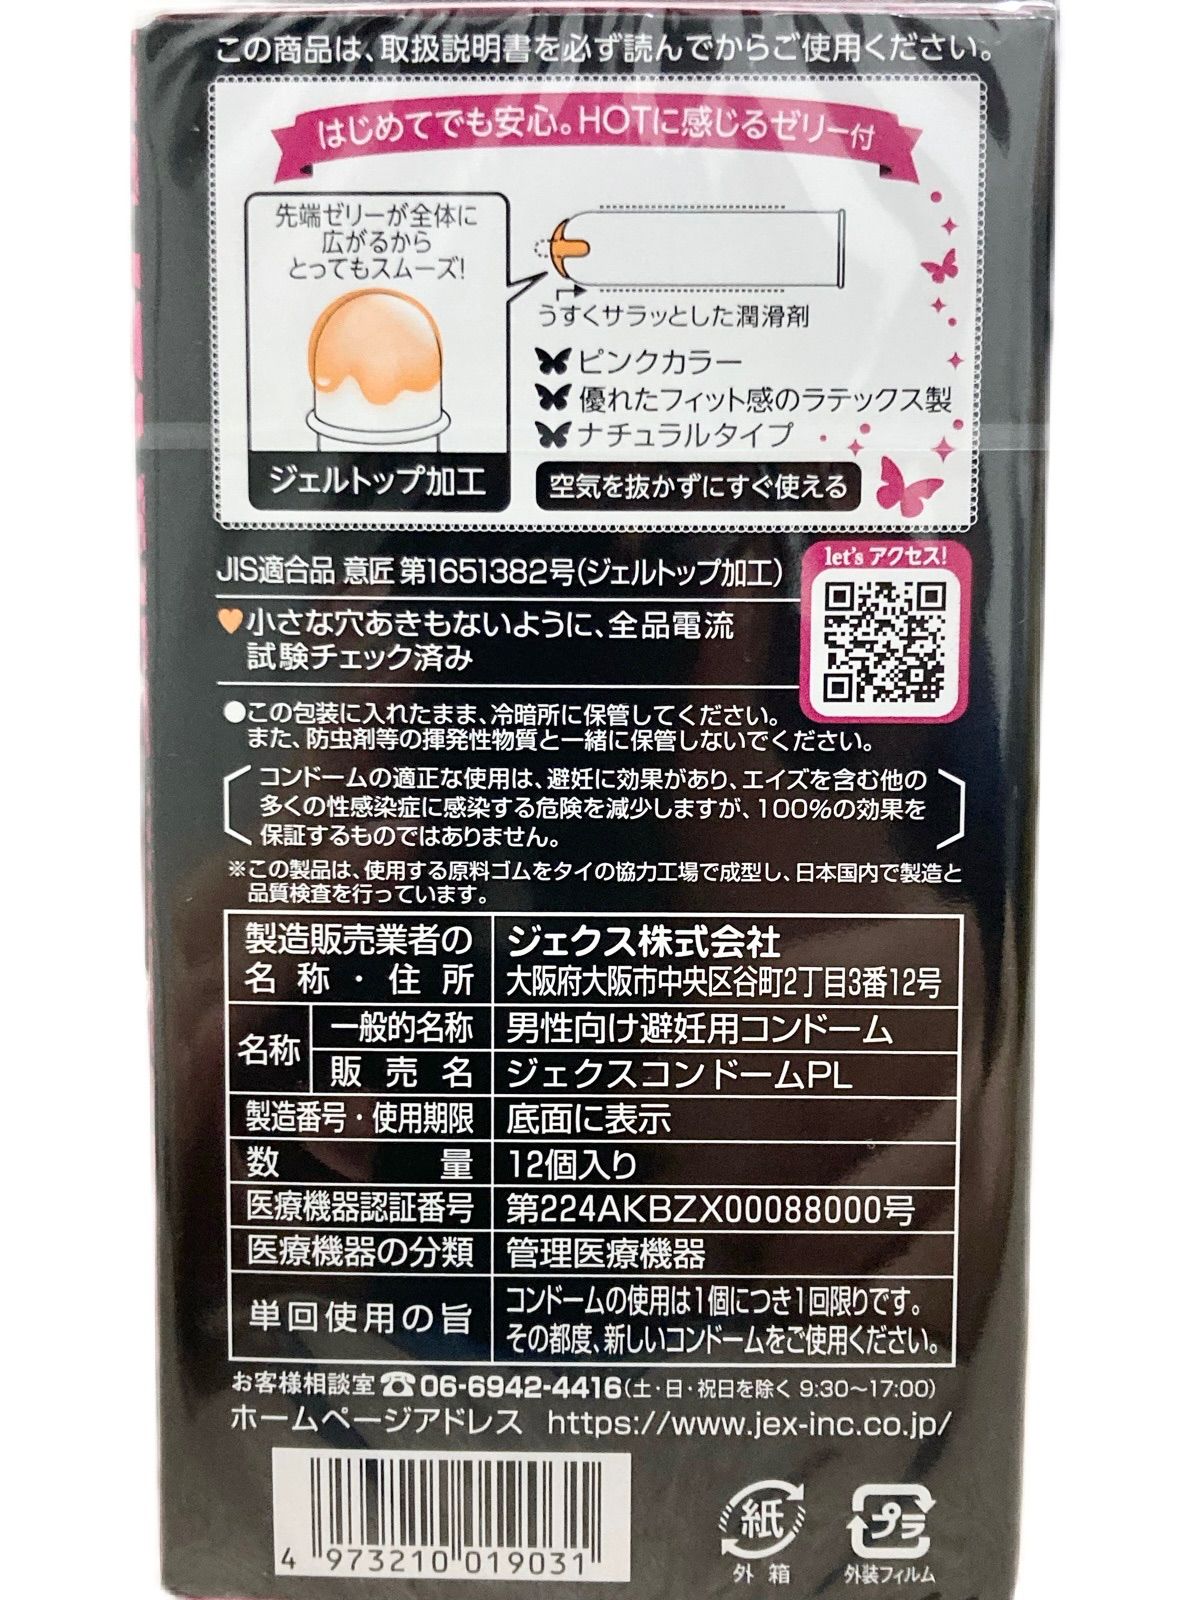 この商品は、取扱説明書を必ず読んでからご使用ください。
はじめてでも安心。HOTに感じるゼリー付
先端ゼリーが全体に
広がるから
とってもスムーズ!
ジェルトップ加工
うすくサラッとした潤滑剤
ピンクカラー
優れたフィット感のラテックス製
ナチュラルタイプ
空気を抜かずにすぐ使える
JIS適合品 意匠 第1651382号(ジェルトップ加工)
let's アクセス!
小さな穴あきもないように、全品電流
試験チェック済み
●この包装に入れたまま、冷暗所に保管してください。
また、防虫剤等の揮発性物質と一緒に保管しないでください。
コンドームの適正な使用は、避妊に効果があり、エイズを含む他の
多くの性感染症に感染する危険を減少しますが、100%の効果を
保証するものではありません。
※この製品は、使用する原料ゴムをタイの協力工場で成型し、日本国内で製造と
品質検査を行っています。
製造販売業者の
名称・住所
ジェクス株式会社
大阪府大阪市中央区谷町2丁目3番12号
名称
一般的名称
男性向け避妊用コンドーム
販売名
ジェクスコンドームPL
製造番号・使用期限
底面に表示
数量
12個入り
医療機器認証番号
第224AKBZX00088000号
医療機器の分類
管理医療機器
単回使用の旨
コンドームの使用は1個につき1回限りです。
その都度、新しいコンドームをご使用ください。
お客様相談室☎06-6942-4416(土・日・祝日を除く 9:30〜17:00)
ホームページアドレス https://www.jex-inc.co.jp/
4 973210 019031
紙
外箱
プラ
外装フィルム